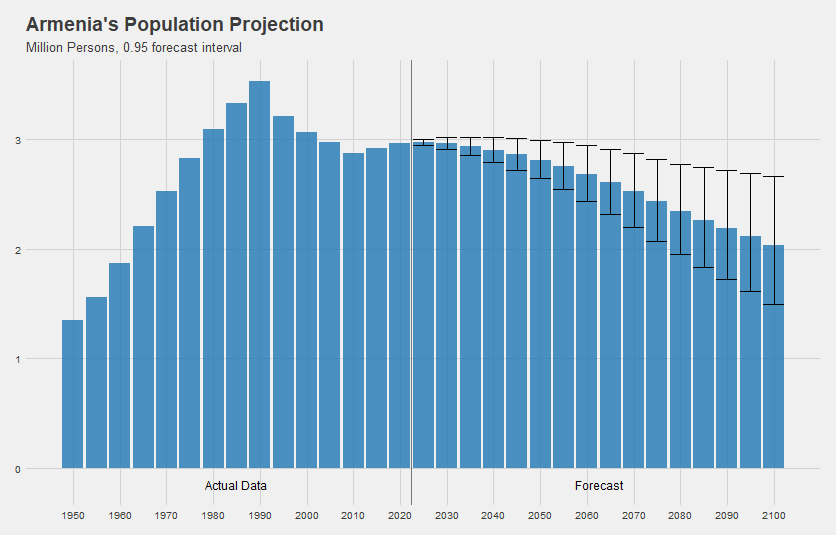 Armenia's Population Projection
Million Persons, 0.95 forecast interval
3
2
1
0
Actual Data Forecast
1950 1960 1970 1980 1990 2000 2010 2020 2030 2040 2050 2060 2070 2080 2090 2100